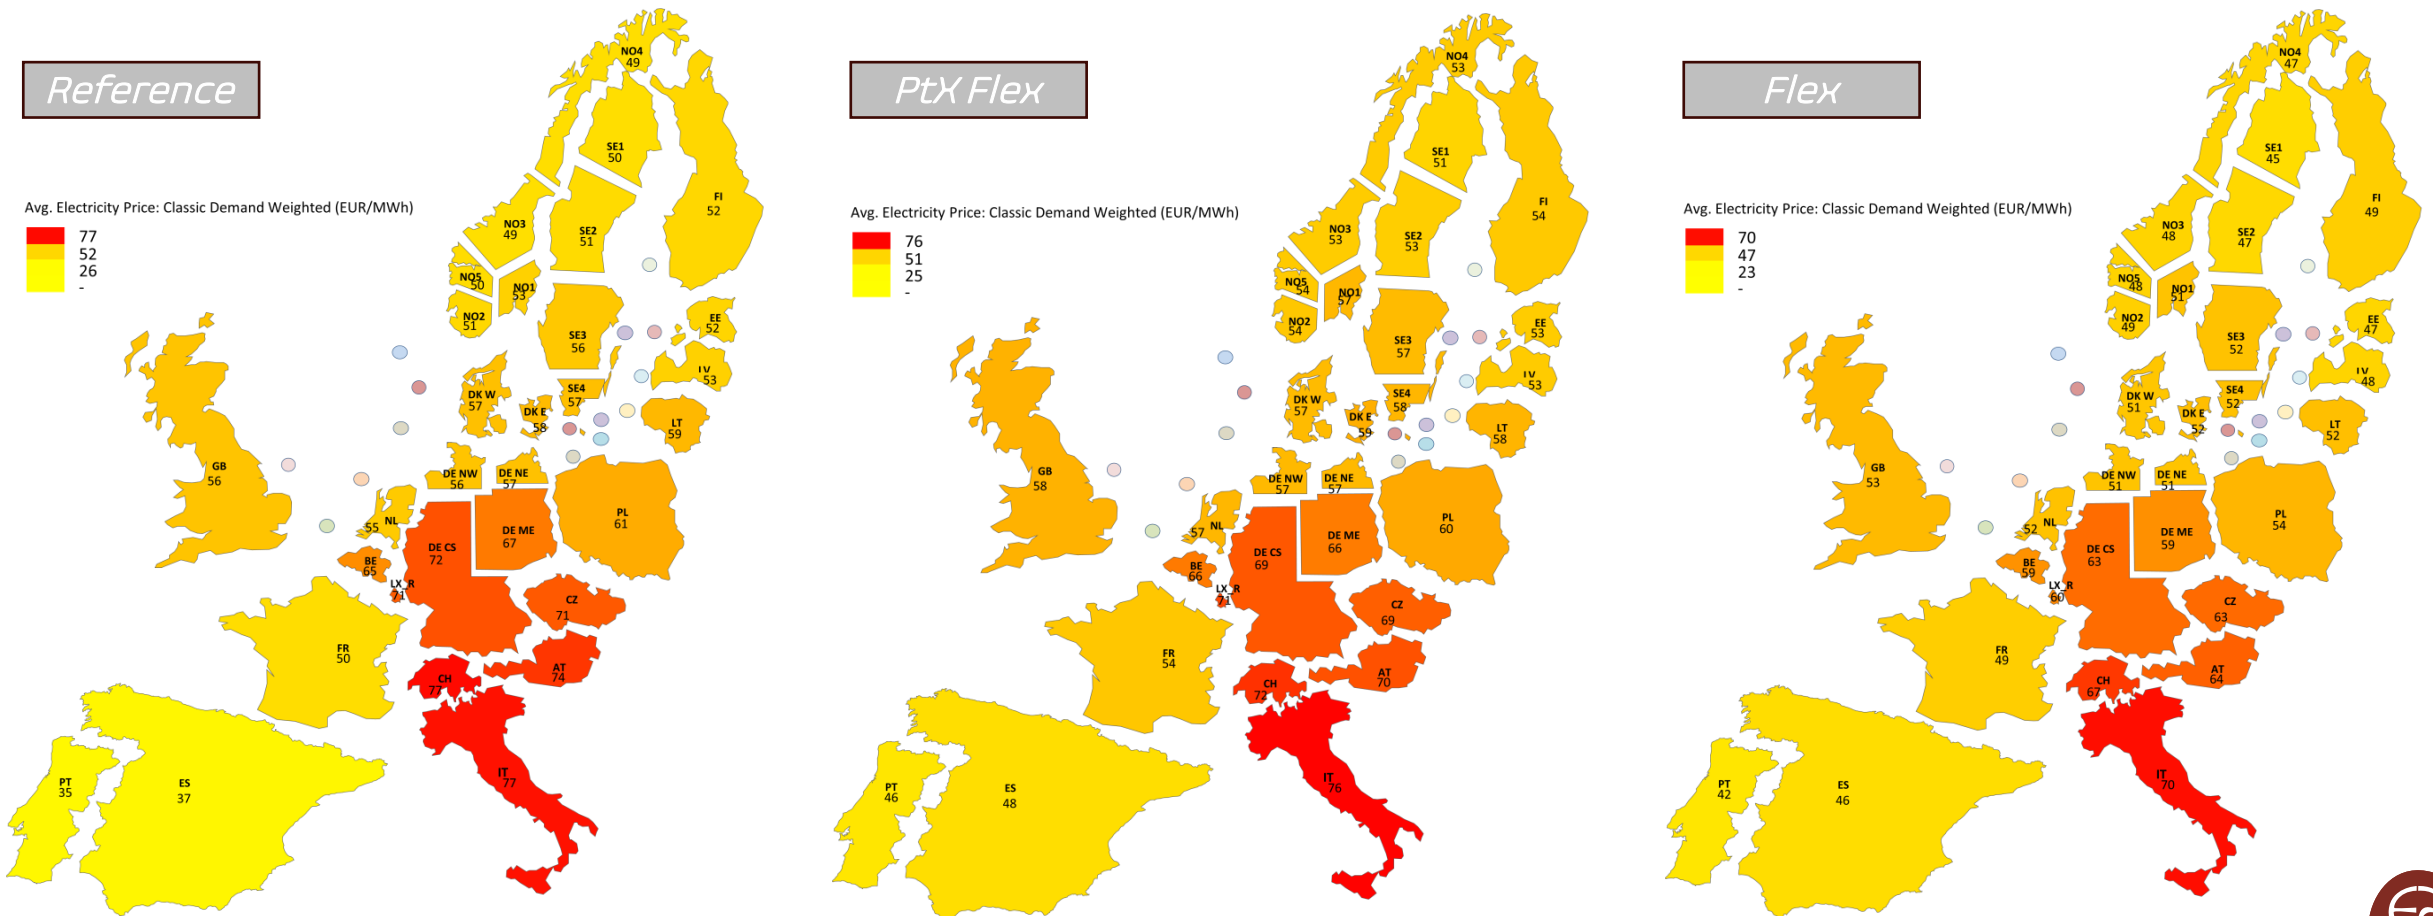 Reference
Avg. Electricity Price: Classic Demand Weighted (EUR/MWh)
77
52
26
-
NO4
49
SE1
50
FI
52
NO3
49
SE2
51
NO5
50
NO1
53
NO2
51
SE3
56
EE
52
LV
53
DK W
57
SE4
57
DK E
58
LT
59
GB
56
DE NW
56
DE NE
57
NL
55
PL
61
DE ME
67
DE CS
72
BE
65
LX_R
71
CZ
71
FR
50
AT
74
CH
77
IT
77
PT
35
ES
37
PtX Flex
Avg. Electricity Price: Classic Demand Weighted (EUR/MWh)
76
51
25
-
NO4
53
SE1
51
FI
54
NO3
53
SE2
53
NO5
54
NO1
57
NO2
54
SE3
57
EE
53
LV
53
DK W
57
SE4
58
DK E
59
LT
58
GB
58
DE NW
57
DE NE
57
NL
57
PL
60
DE ME
66
DE CS
69
BE
66
LX_R
71
CZ
69
FR
54
AT
70
CH
72
IT
76
PT
46
ES
48
Flex
Avg. Electricity Price: Classic Demand Weighted (EUR/MWh)
70
47
23
-
NO4
47
SE1
45
FI
49
NO3
48
SE2
47
NO5
48
NO1
51
NO2
49
SE3
52
EE
47
LV
48
DK W
51
SE4
52
DK E
52
LT
52
GB
53
DE NW
51
DE NE
51
NL
52
PL
54
DE ME
59
DE CS
63
BE
59
LX_R
60
CZ
63
FR
49
AT
64
CH
67
IT
70
PT
42
ES
46